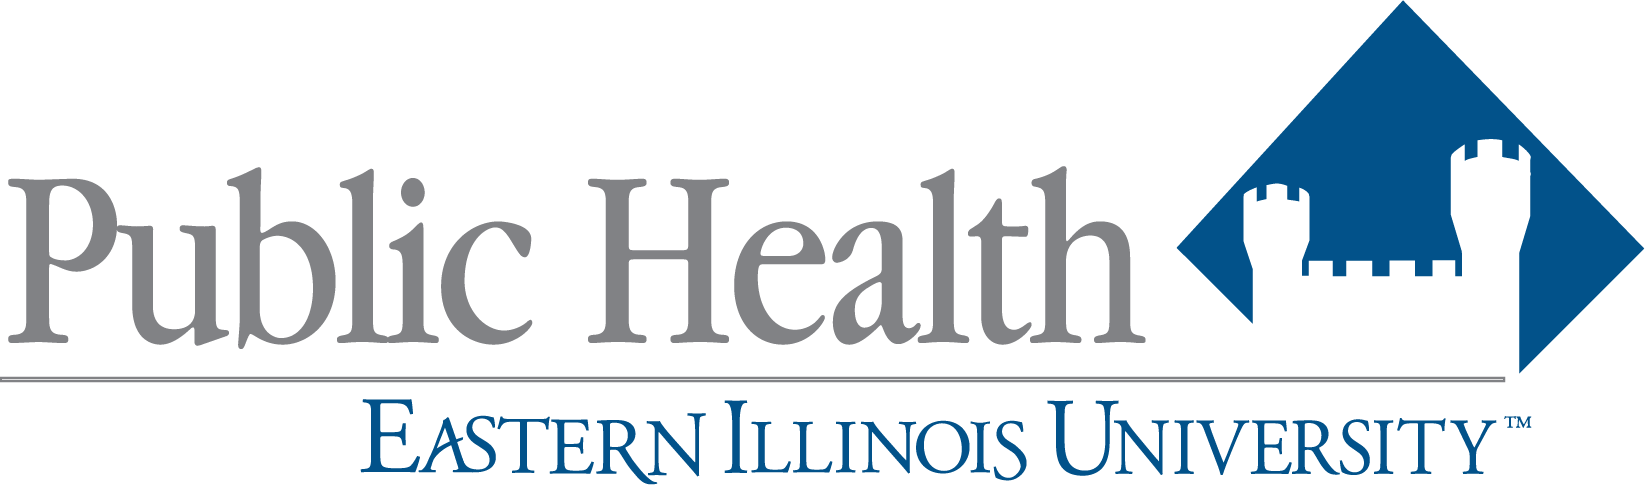 Public Health
EASTERN ILLINOIS UNIVERSITY™